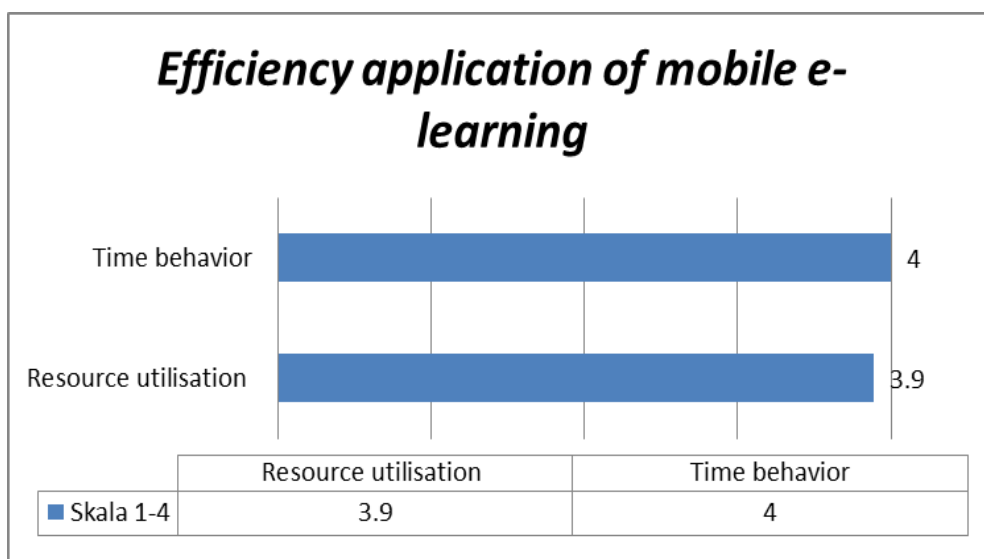 Efficiency application of mobile e-
learning
Time behavior
4
Resource utilisation
3.9
Resource utilisation Time behavior
Skala 1-4 3.9 4